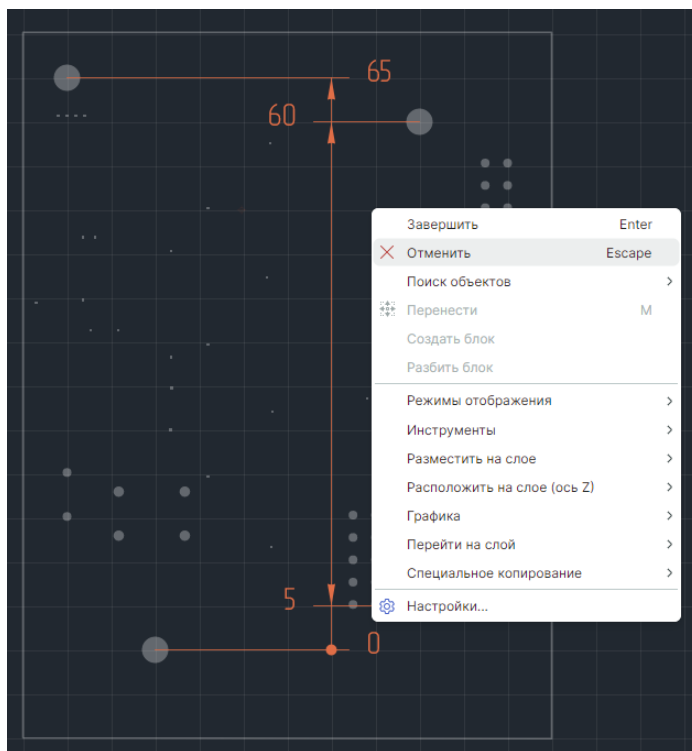 65
60
Завершить Enter
Отменить Escape
Поиск объектов
Перенести M
Создать блок
Разбить блок
Режимы отображения
Инструменты
Разместить на слое
Расположить на слое (ось Z)
Графика
Перейти на слой
Специальное копирование
5
Настройки...
0